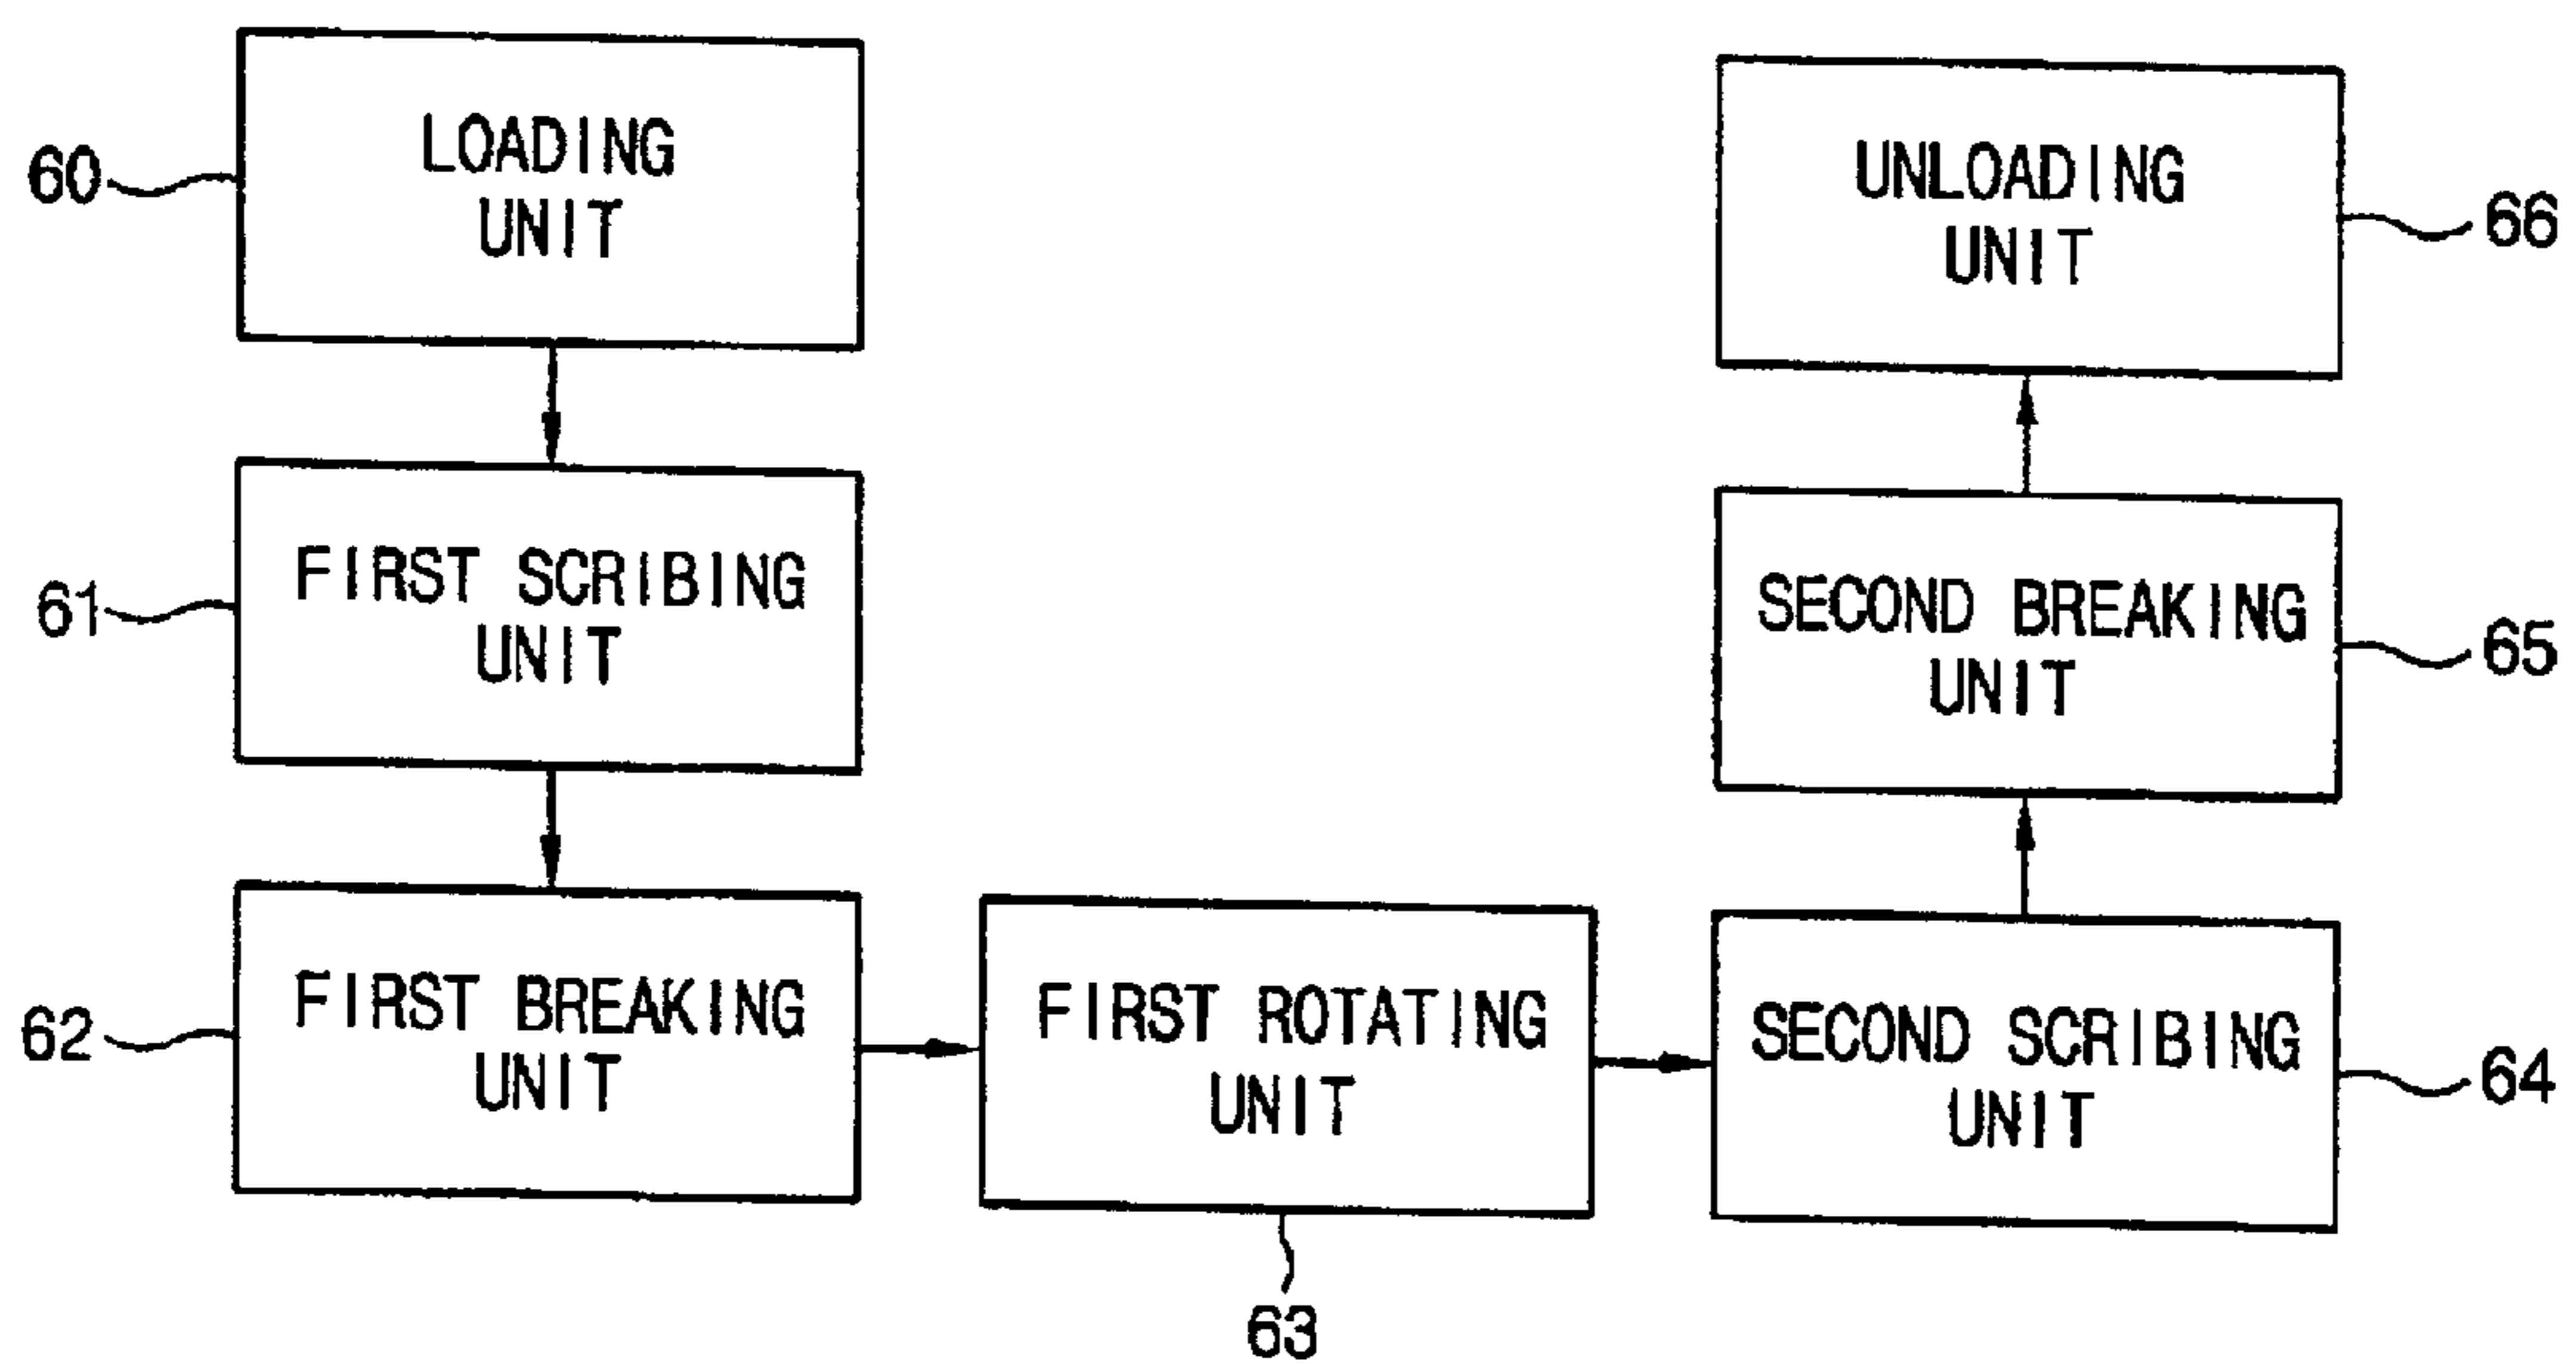 60
LOADING
UNIT
61
FIRST SCRIBING
UNIT
62
FIRST BREAKING
UNIT
FIRST ROTATING
UNIT
63
SECOND SCRIBING
UNIT
64
SECOND BREAKING
UNIT
65
UNLOADING
UNIT
66